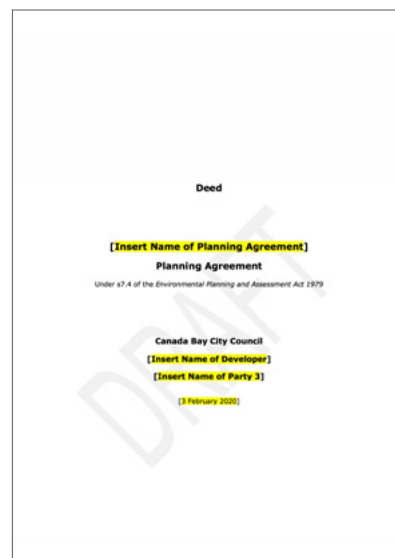 Deed
[Insert Name of Planning Agreement]
Planning Agreement
Under s7.4 of the Environmental Planning and Assessment Act 1979
Canada Bay City Council
[Insert Name of Developer]
[Insert Name of Party 3]
[3 February 2020]
DRAFT